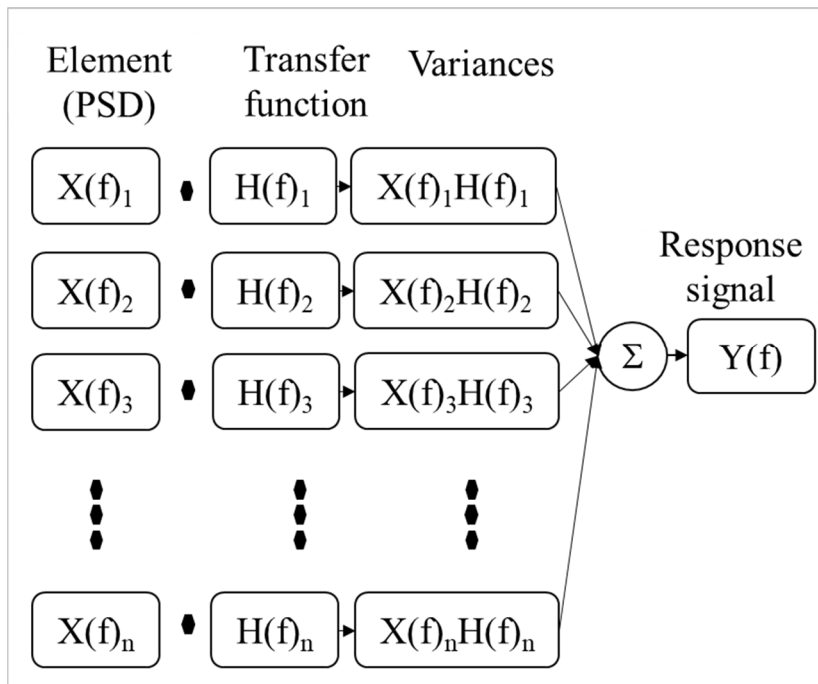 Element
(PSD)
Transfer
function
Variances
X(f)₁
H(f)₁
X(f)₁H(f)₁
X(f)₂
H(f)₂
X(f)₂H(f)₂
Response
signal
X(f)₃
H(f)₃
X(f)₃H(f)₃
Σ
Y(f)
X(f)ₙ
H(f)ₙ
X(f)ₙH(f)ₙ